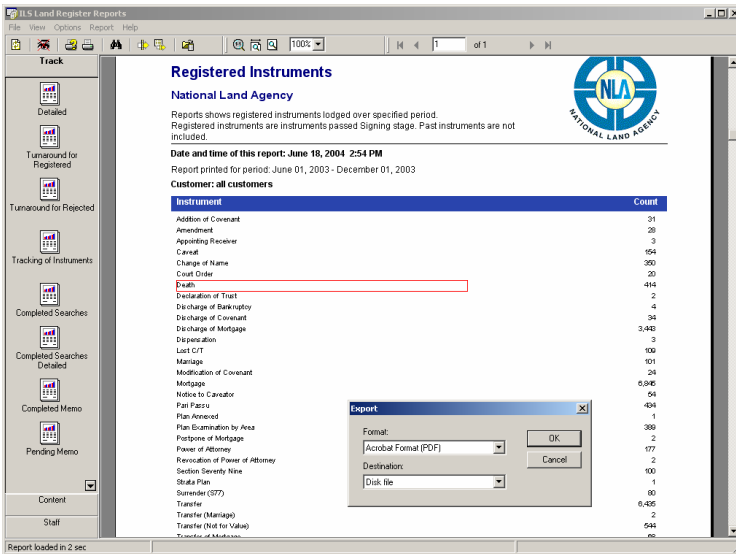 ILS Land Register Reports
File View Options Report Help
100%
1 of 1
Track
Detailed
Turnaround for
Registered
Turnaround for Rejected
Tracking of Instruments
Completed Searches
Completed Searches
Detailed
Completed Memo
Pending Memo
Content
Staff
Report loaded in 2 sec
Registered Instruments
National Land Agency
NLA
NATIONAL LAND AGENCY
Reports shows registered instruments lodged over specified period.
Registered instruments are instruments passed Signing stage. Past instruments are not
included.
Date and time of this report: June 18, 2004 2:54 PM
Report printed for period: June 01, 2003 - December 01, 2003
Customer: all customers
Instrument Count
Addition of Covenant 31
Amendment 28
Appointing Receiver 3
Caveat 154
Change of Name 350
Court Order 20
Death 414
Declaration of Trust 2
Discharge of Bankruptcy 4
Discharge of Covenant 34
Discharge of Mortgage 3,443
Dispensation 3
Lost C/T 109
Marriage 101
Modification of Covenant 24
Mortgage 6,846
Notice to Caveator 54
Pari Passu 434
Plan Annexed 1
Plan Examination by Area 389
Postpone of Mortgage 2
Power of Attorney 177
Revocation of Power of Attorney 2
Section Seventy Nine 100
Strata Plan 1
Surrender (S77) 80
Transfer 6,435
Transfer (Marriage) 2
Transfer (Not for Value) 544
Transfer of Mortgage
Export
Format:
Acrobat Format (PDF)
Destination:
Disk file
OK
Cancel